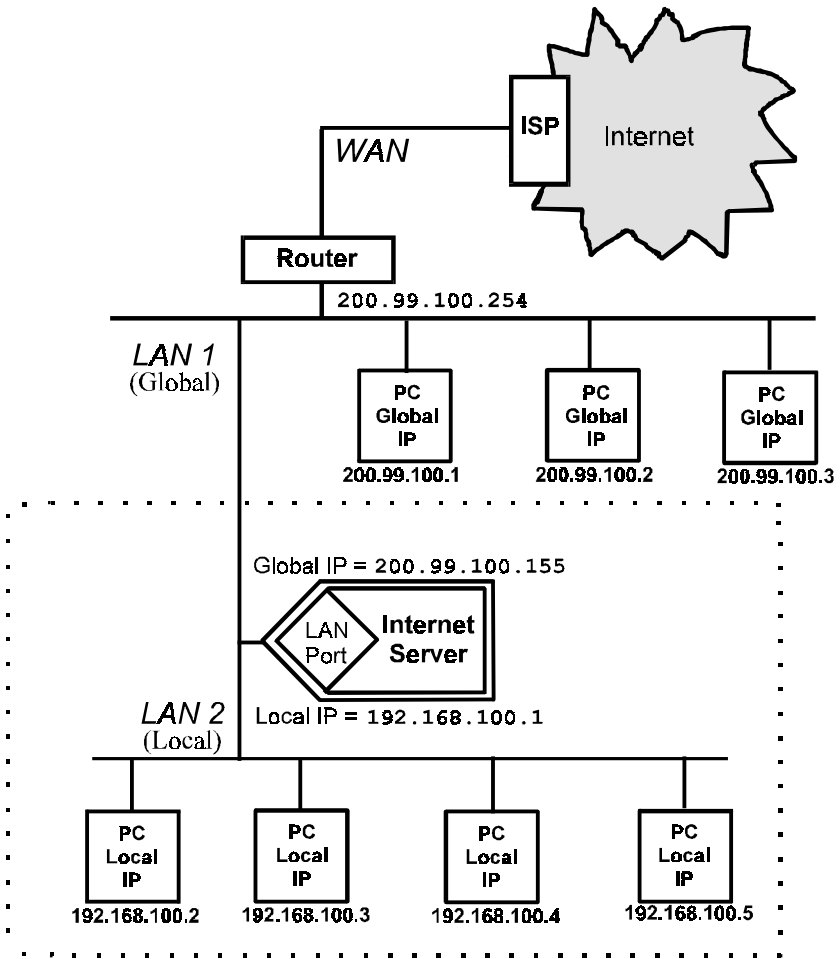 ISP
Internet
WAN
Router
200.99.100.254
LAN 1
(Global)
PC
Global
IP
200.99.100.1
PC
Global
IP
200.99.100.2
PC
Global
IP
200.99.100.3
Global IP = 200.99.100.155
LAN
Port
Internet
Server
Local IP = 192.168.100.1
LAN 2
(Local)
PC
Local
IP
192.168.100.2
PC
Local
IP
192.168.100.3
PC
Local
IP
192.168.100.4
PC
Local
IP
192.168.100.5